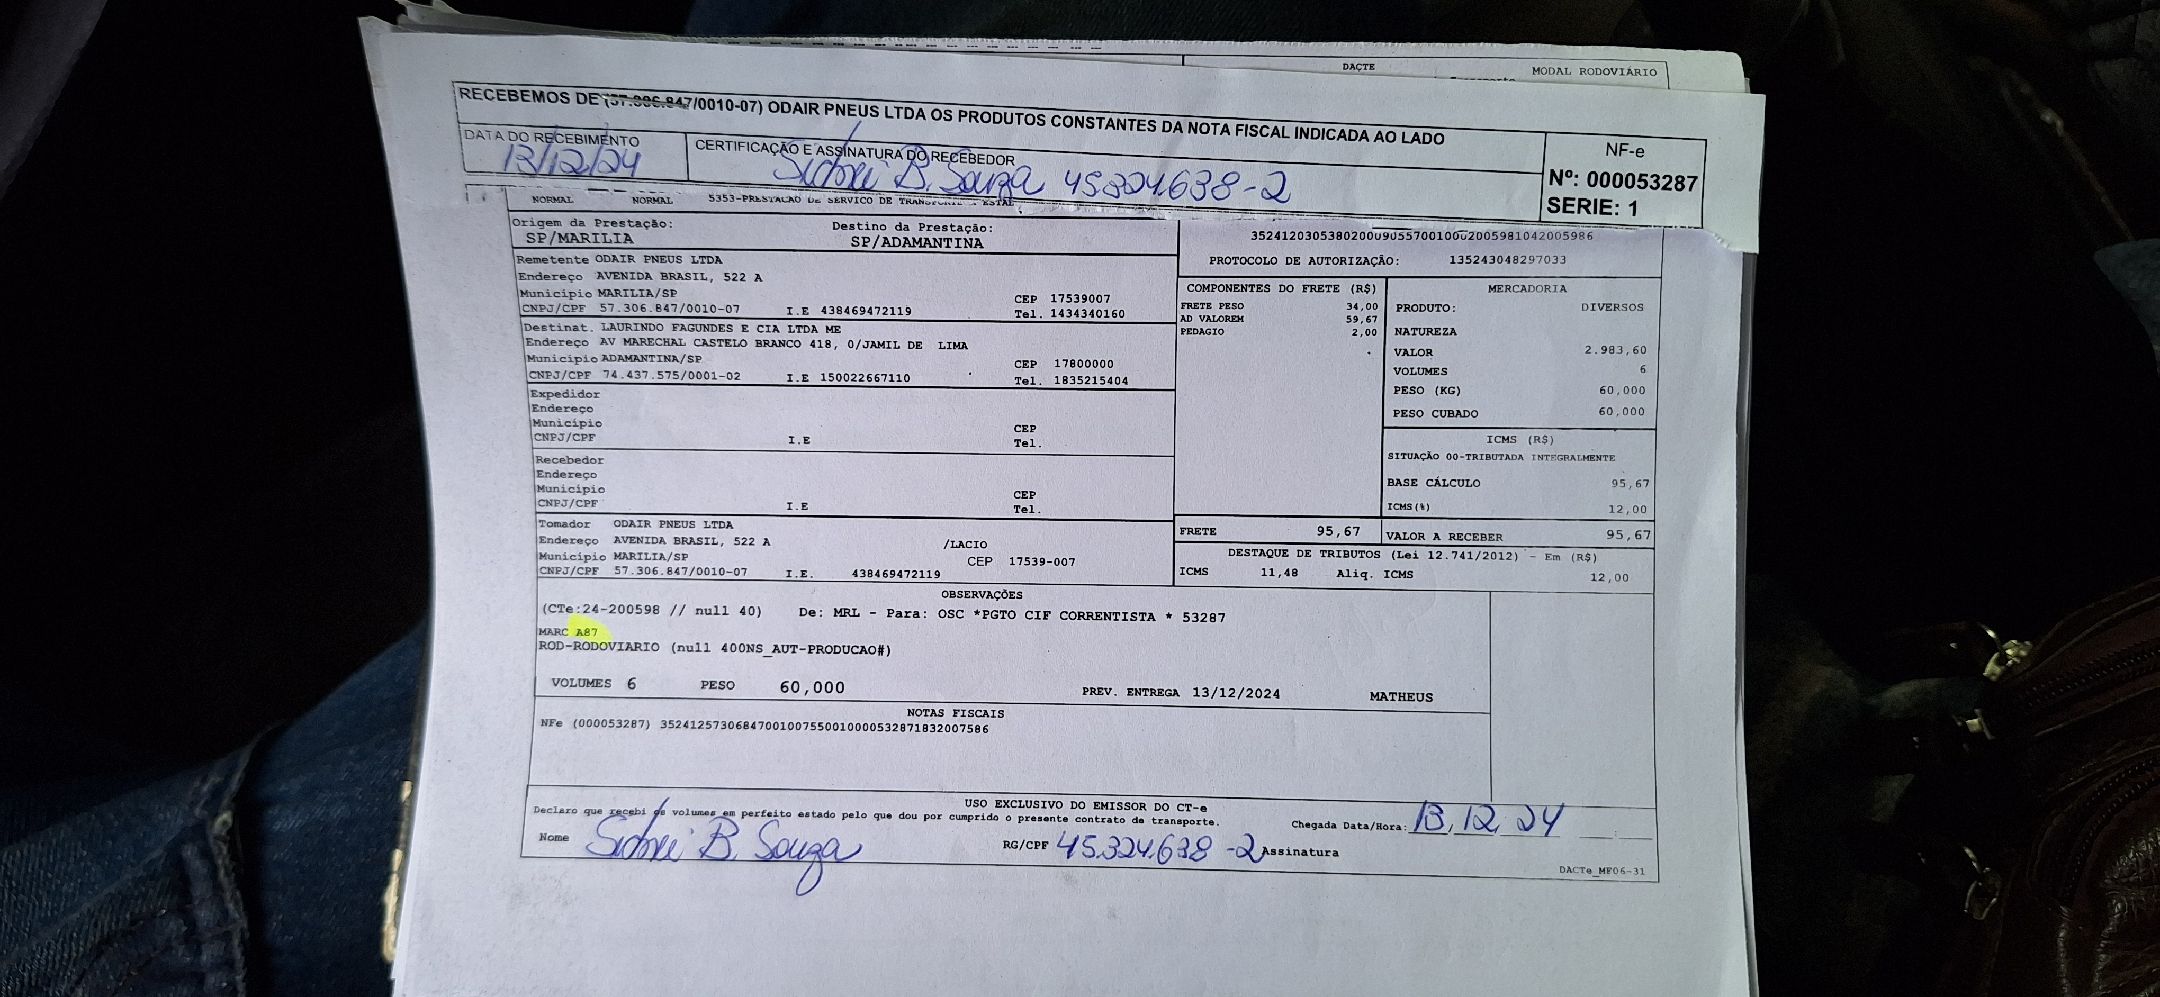 DACTE
MODAL RODOVIÁRIO
RECEBEMOS DE (57.306.847/0010-07) ODAIR PNEUS LTDA OS PRODUTOS CONSTANTES DA NOTA FISCAL INDICADA AO LADO
DATA DO RECEBIMENTO
13/12/24
CERTIFICAÇÃO E ASSINATURA DO RECEBEDOR
Sidnei B. Souza 45.324.638-2
NF-e
Nº: 000053287
SERIE: 1
NORMAL NORMAL 5353-PRESTACAO DE SERVICO DE
Origem da Prestação: Destino da Prestação:
SP/MARILIA SP/ADAMANTINA
PROTOCOLO DE AUTORIZAÇÃO: 135243048297033
Remetente ODAIR PNEUS LTDA
Endereço AVENIDA BRASIL, 522 A
Município MARILIA/SP CEP 17539007
CNPJ/CPF 57.306.847/0010-07 I.E 438469472119 Tel. 1434340160
Destinat. LAURINDO FAGUNDES E CIA LTDA ME
Endereço AV MARECHAL CASTELO BRANCO 418, 0/JAMIL DE LIMA
Município ADAMANTINA/SP CEP 17800000
CNPJ/CPF 74.437.575/0001-02 I.E 150022667110 Tel. 1835215404
Expedidor
Endereço
Município CEP
CNPJ/CPF I.E Tel.
Recebedor
Endereço
Município CEP
CNPJ/CPF I.E Tel.
Tomador ODAIR PNEUS LTDA
Endereço AVENIDA BRASIL, 522 A /LACIO
Município MARILIA/SP CEP 17539-007
CNPJ/CPF 57.306.847/0010-07 I.E. 438469472119
COMPONENTES DO FRETE (R$)
FRETE PESO 34,00
AD VALOREM 59,67
PEDAGIO 2,00
MERCADORIA
PRODUTO: DIVERSOS
NATUREZA
VALOR 2.983,60
VOLUMES 6
PESO (KG) 60,000
PESO CUBADO 60,000
ICMS (R$)
SITUAÇÃO 00-TRIBUTADA INTEGRALMENTE
BASE CÁLCULO 95,67
ICMS(%) 12,00
FRETE 95,67 VALOR A RECEBER 95,67
DESTAQUE DE TRIBUTOS (Lei 12.741/2012) - Em (R$)
ICMS 11,48 Aliq. ICMS 12,00
OBSERVAÇÕES
(CTe:24-200598 // null 40) De: MRL - Para: OSC *PGTO CIF CORRENTISTA * 53287
MARC A87
ROD-RODOVIARIO (null 400NS_AUT-PRODUCAO#)
VOLUMES 6 PESO 60,000 PREV. ENTREGA 13/12/2024 MATHEUS
NOTAS FISCAIS
NFe (000053287) 35241257306847001007550010000532871832007586
USO EXCLUSIVO DO EMISSOR DO CT-e
Declaro que recebi os volumes em perfeito estado pelo que dou por cumprido o presente contrato de transporte.
Chegada Data/Hora: 13, 12, 24
Nome Sidnei B. Souza RG/CPF 45.324.638-2 Assinatura
DACTe_MF06-31